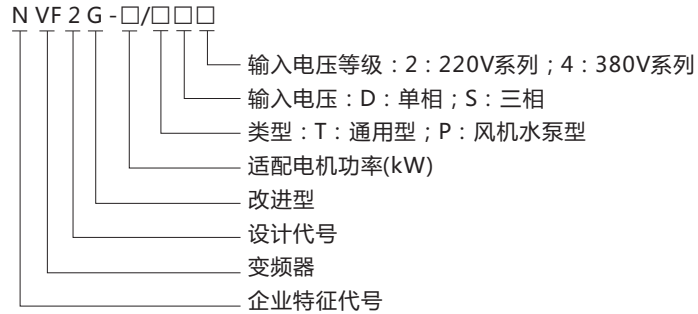 N VF 2 G - □/□□□
输入电压等级：2：220V系列；4：380V系列
输入电压：D：单相；S：三相
类型：T：通用型；P：风机水泵型
适配电机功率(kW)
改进型
设计代号
变频器
企业特征代号